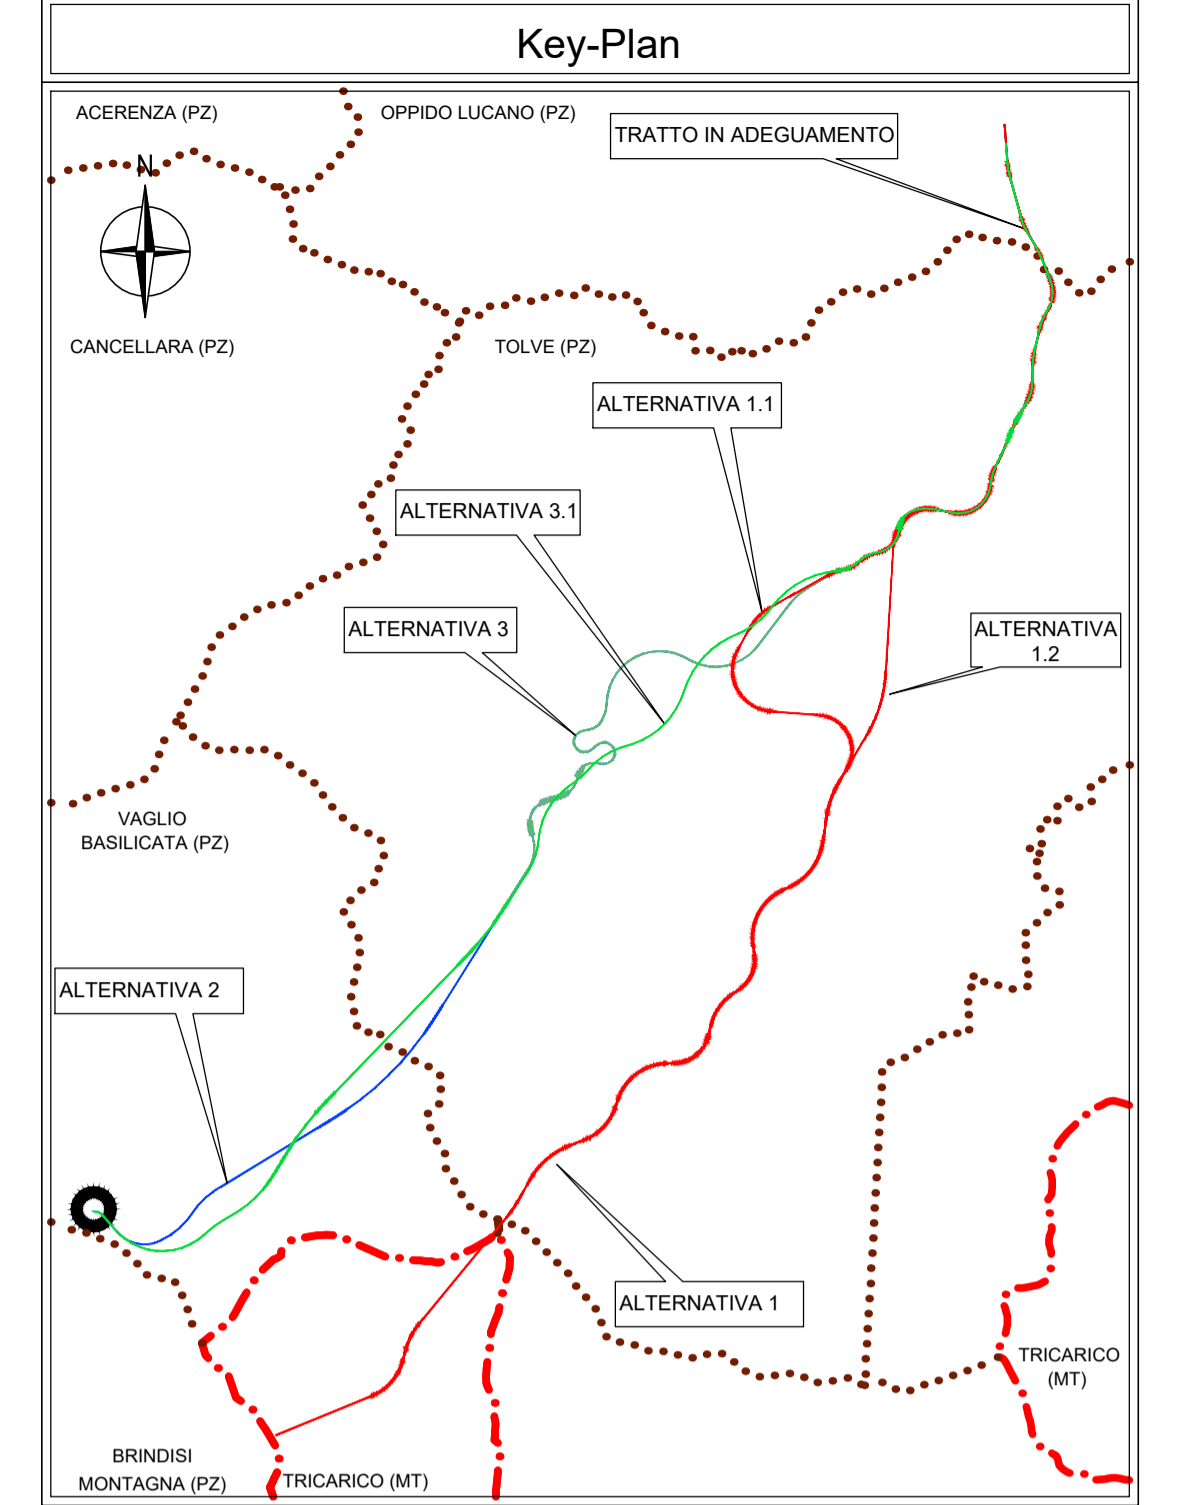 Key-Plan
ACERENZA (PZ)
OPPIDO LUCANO (PZ)
TRATTO IN ADEGUAMENTO
N
CANCELLARA (PZ)
TOLVE (PZ)
ALTERNATIVA 1.1
ALTERNATIVA 3.1
ALTERNATIVA 3
ALTERNATIVA
1.2
VAGLIO
BASILICATA (PZ)
ALTERNATIVA 2
ALTERNATIVA 1
TRICARICO
(MT)
BRINDISI
MONTAGNA (PZ)
TRICARICO (MT)